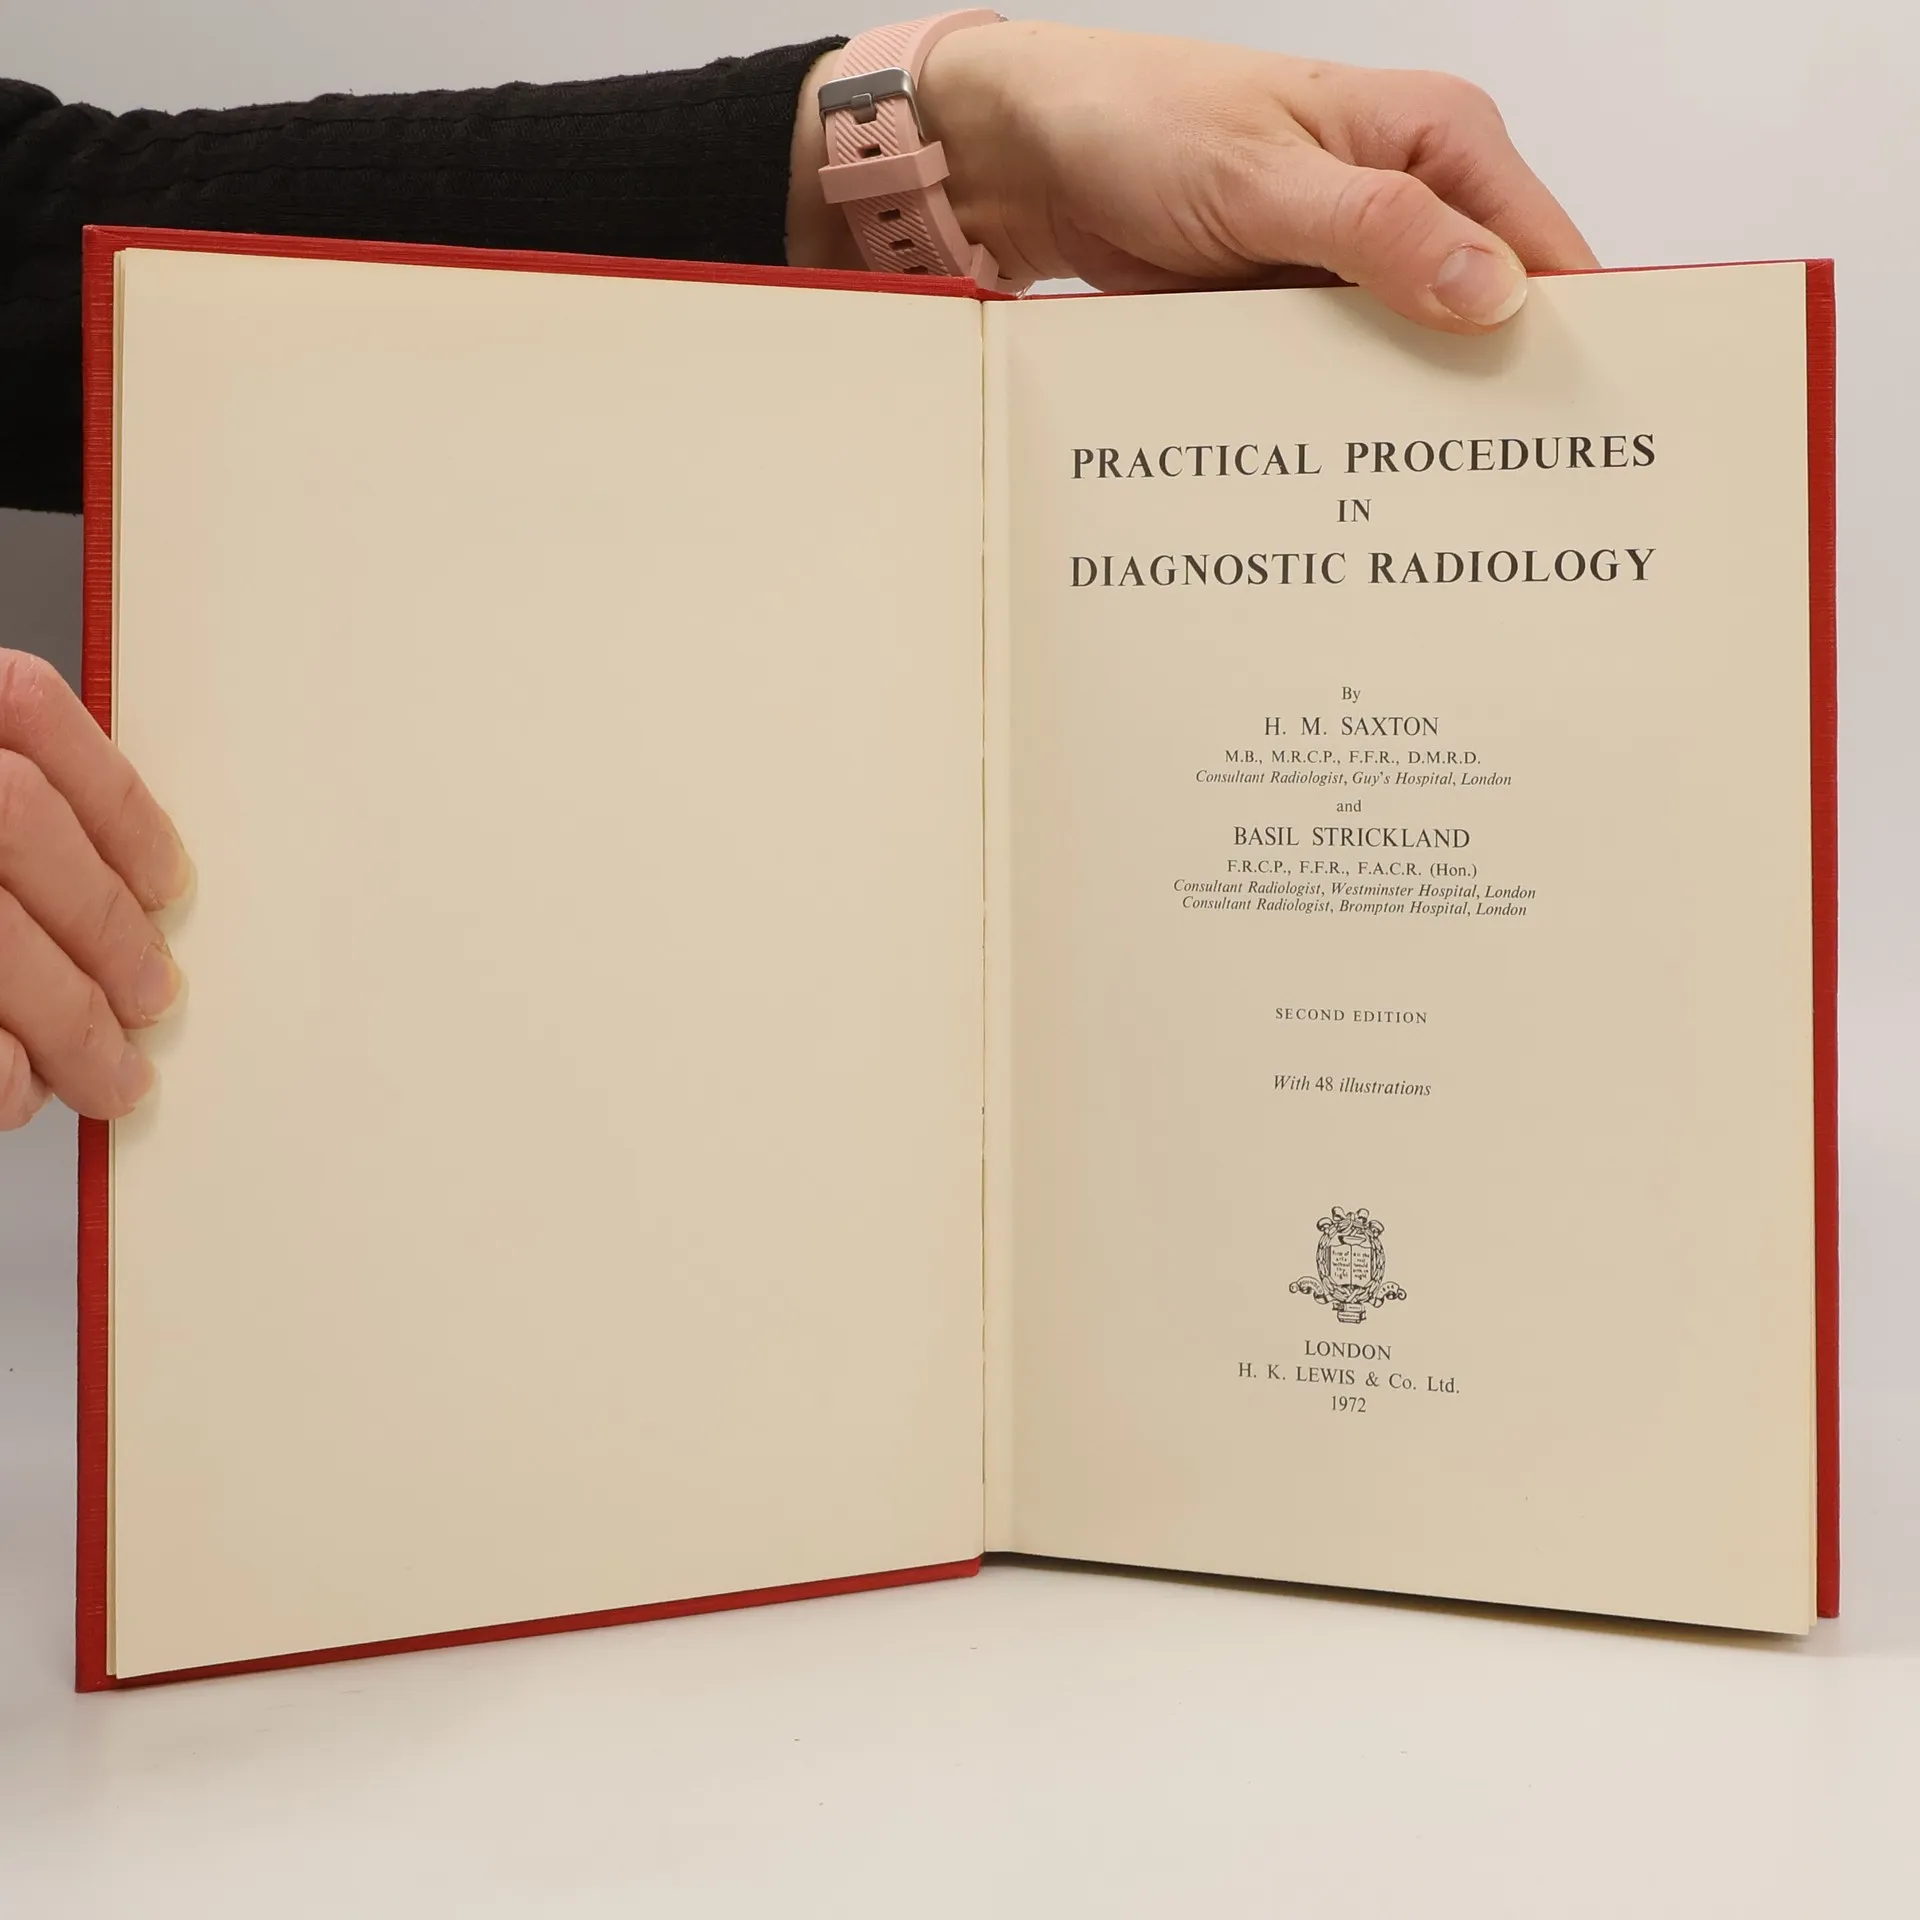 PRACTICAL PROCEDURES
IN
DIAGNOSTIC RADIOLOGY
By
H. M. SAXTON
M.B., M.R.C.P., F.F.R., D.M.R.D.
Consultant Radiologist, Guy's Hospital, London
and
BASIL STRICKLAND
F.R.C.P., F.F.R., F.A.C.R. (Hon.)
Consultant Radiologist, Westminster Hospital, London
Consultant Radiologist, Brompton Hospital, London
SECOND EDITION
With 48 illustrations
LONDON
H. K. LEWIS & Co. Ltd.
1972